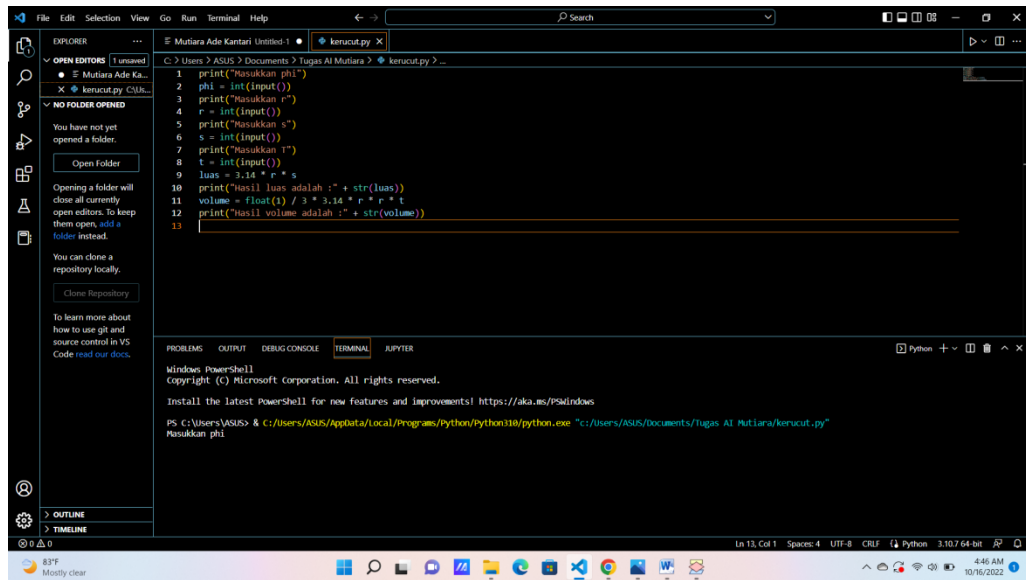 File Edit Selection View Go Run Terminal Help
Search
EXPLORER
OPEN EDITORS 1 unsaved
Mutiara Ade Ka...
kerucut.py C:\Us...
NO FOLDER OPENED
You have not yet
opened a folder.
Open Folder
Opening a folder will
close all currently
open editors. To keep
them open, add a
folder instead.
You can clone a
repository locally.
Clone Repository
To learn more about
how to use git and
source control in VS
Code read our docs.
OUTLINE
TIMELINE
Mutiara Ade Kantari Untitled-1
kerucut.py
C: > Users > ASUS > Documents > Tugas AI Mutiara > kerucut.py > ...
1 print("Masukkan phi")
2 phi = int(input())
3 print("Masukkan r")
4 r = int(input())
5 print("Masukkan s")
6 s = int(input())
7 print("Masukkan T")
8 t = int(input())
9 luas = 3.14 * r * s
10 print("Hasil luas adalah :" + str(luas))
11 volume = float(1) / 3 * 3.14 * r * r * t
12 print("Hasil volume adalah :" + str(volume))
13
PROBLEMS OUTPUT DEBUG CONSOLE TERMINAL JUPYTER
Python
Windows PowerShell
Copyright (C) Microsoft Corporation. All rights reserved.
Install the latest PowerShell for new features and improvements! https://aka.ms/PSWindows
PS C:\Users\ASUS> & C:/Users/ASUS/AppData/Local/Programs/Python/Python310/python.exe "c:/Users/ASUS/Documents/Tugas AI Mutiara/kerucut.py"
Masukkan phi
0 0
Ln 13, Col 1 Spaces: 4 UTF-8 CRLF Python 3.10.7 64-bit
83°F
Mostly clear
4:46 AM
10/16/2022